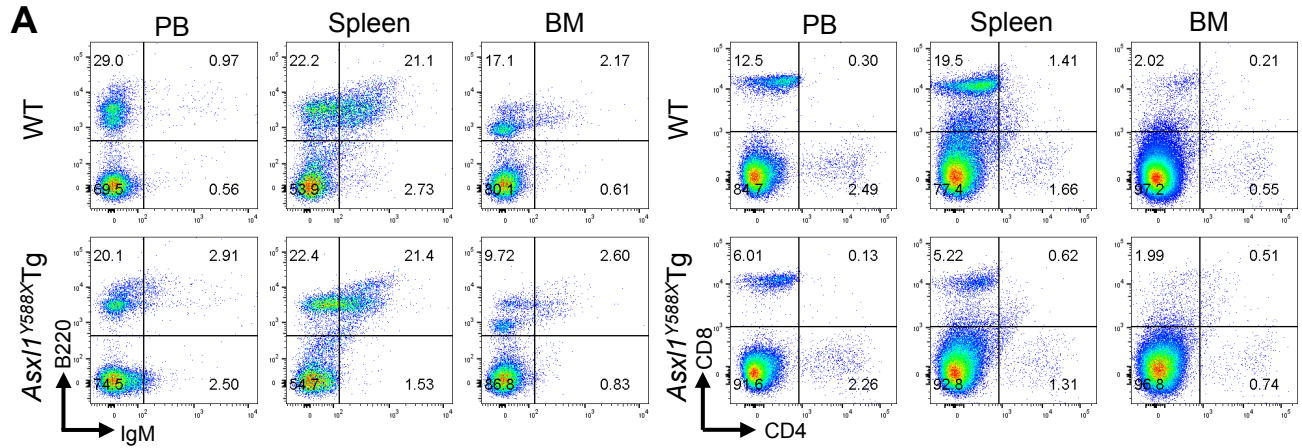 A
PB Spleen BM PB Spleen BM
WT
29.0 0.97
69.5 0.56
22.2 21.1
53.9 2.73
17.1 2.17
80.1 0.61
WT
12.5 0.30
84.7 2.49
19.5 1.41
77.4 1.66
2.02 0.21
97.2 0.55
Asxl1Y588XTg
20.1 2.91
74.5 2.50
22.4 21.4
54.7 1.53
9.72 2.60
86.8 0.83
B220
IgM
Asxl1Y588XTg
6.01 0.13
91.6 2.26
5.22 0.62
92.8 1.31
1.99 0.51
96.8 0.74
CD8
CD4